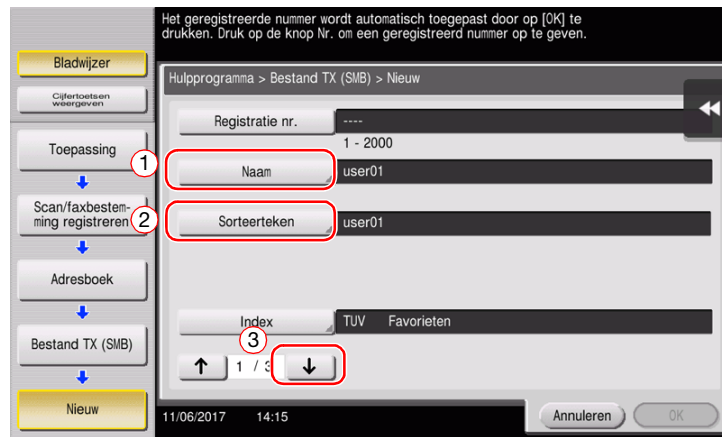 Het geregistreerde nummer wordt automatisch toegepast door op [OK] te
drukken. Druk op de knop Nr. om een geregistreerd nummer op te geven.
Bladwijzer
Cijfertoetsen
weergeven
Toepassing
Scan/faxbestem-
ming registreren
Adresboek
Bestand TX (SMB)
Nieuw
Hulpprogramma > Bestand TX (SMB) > Nieuw
Registratie nr. ----
1 - 2000
1 Naam user01
2 Sorteerteken user01
Index TUV Favorieten
3
↑ 1 / 3 ↓
11/06/2017 14:15 Annuleren OK